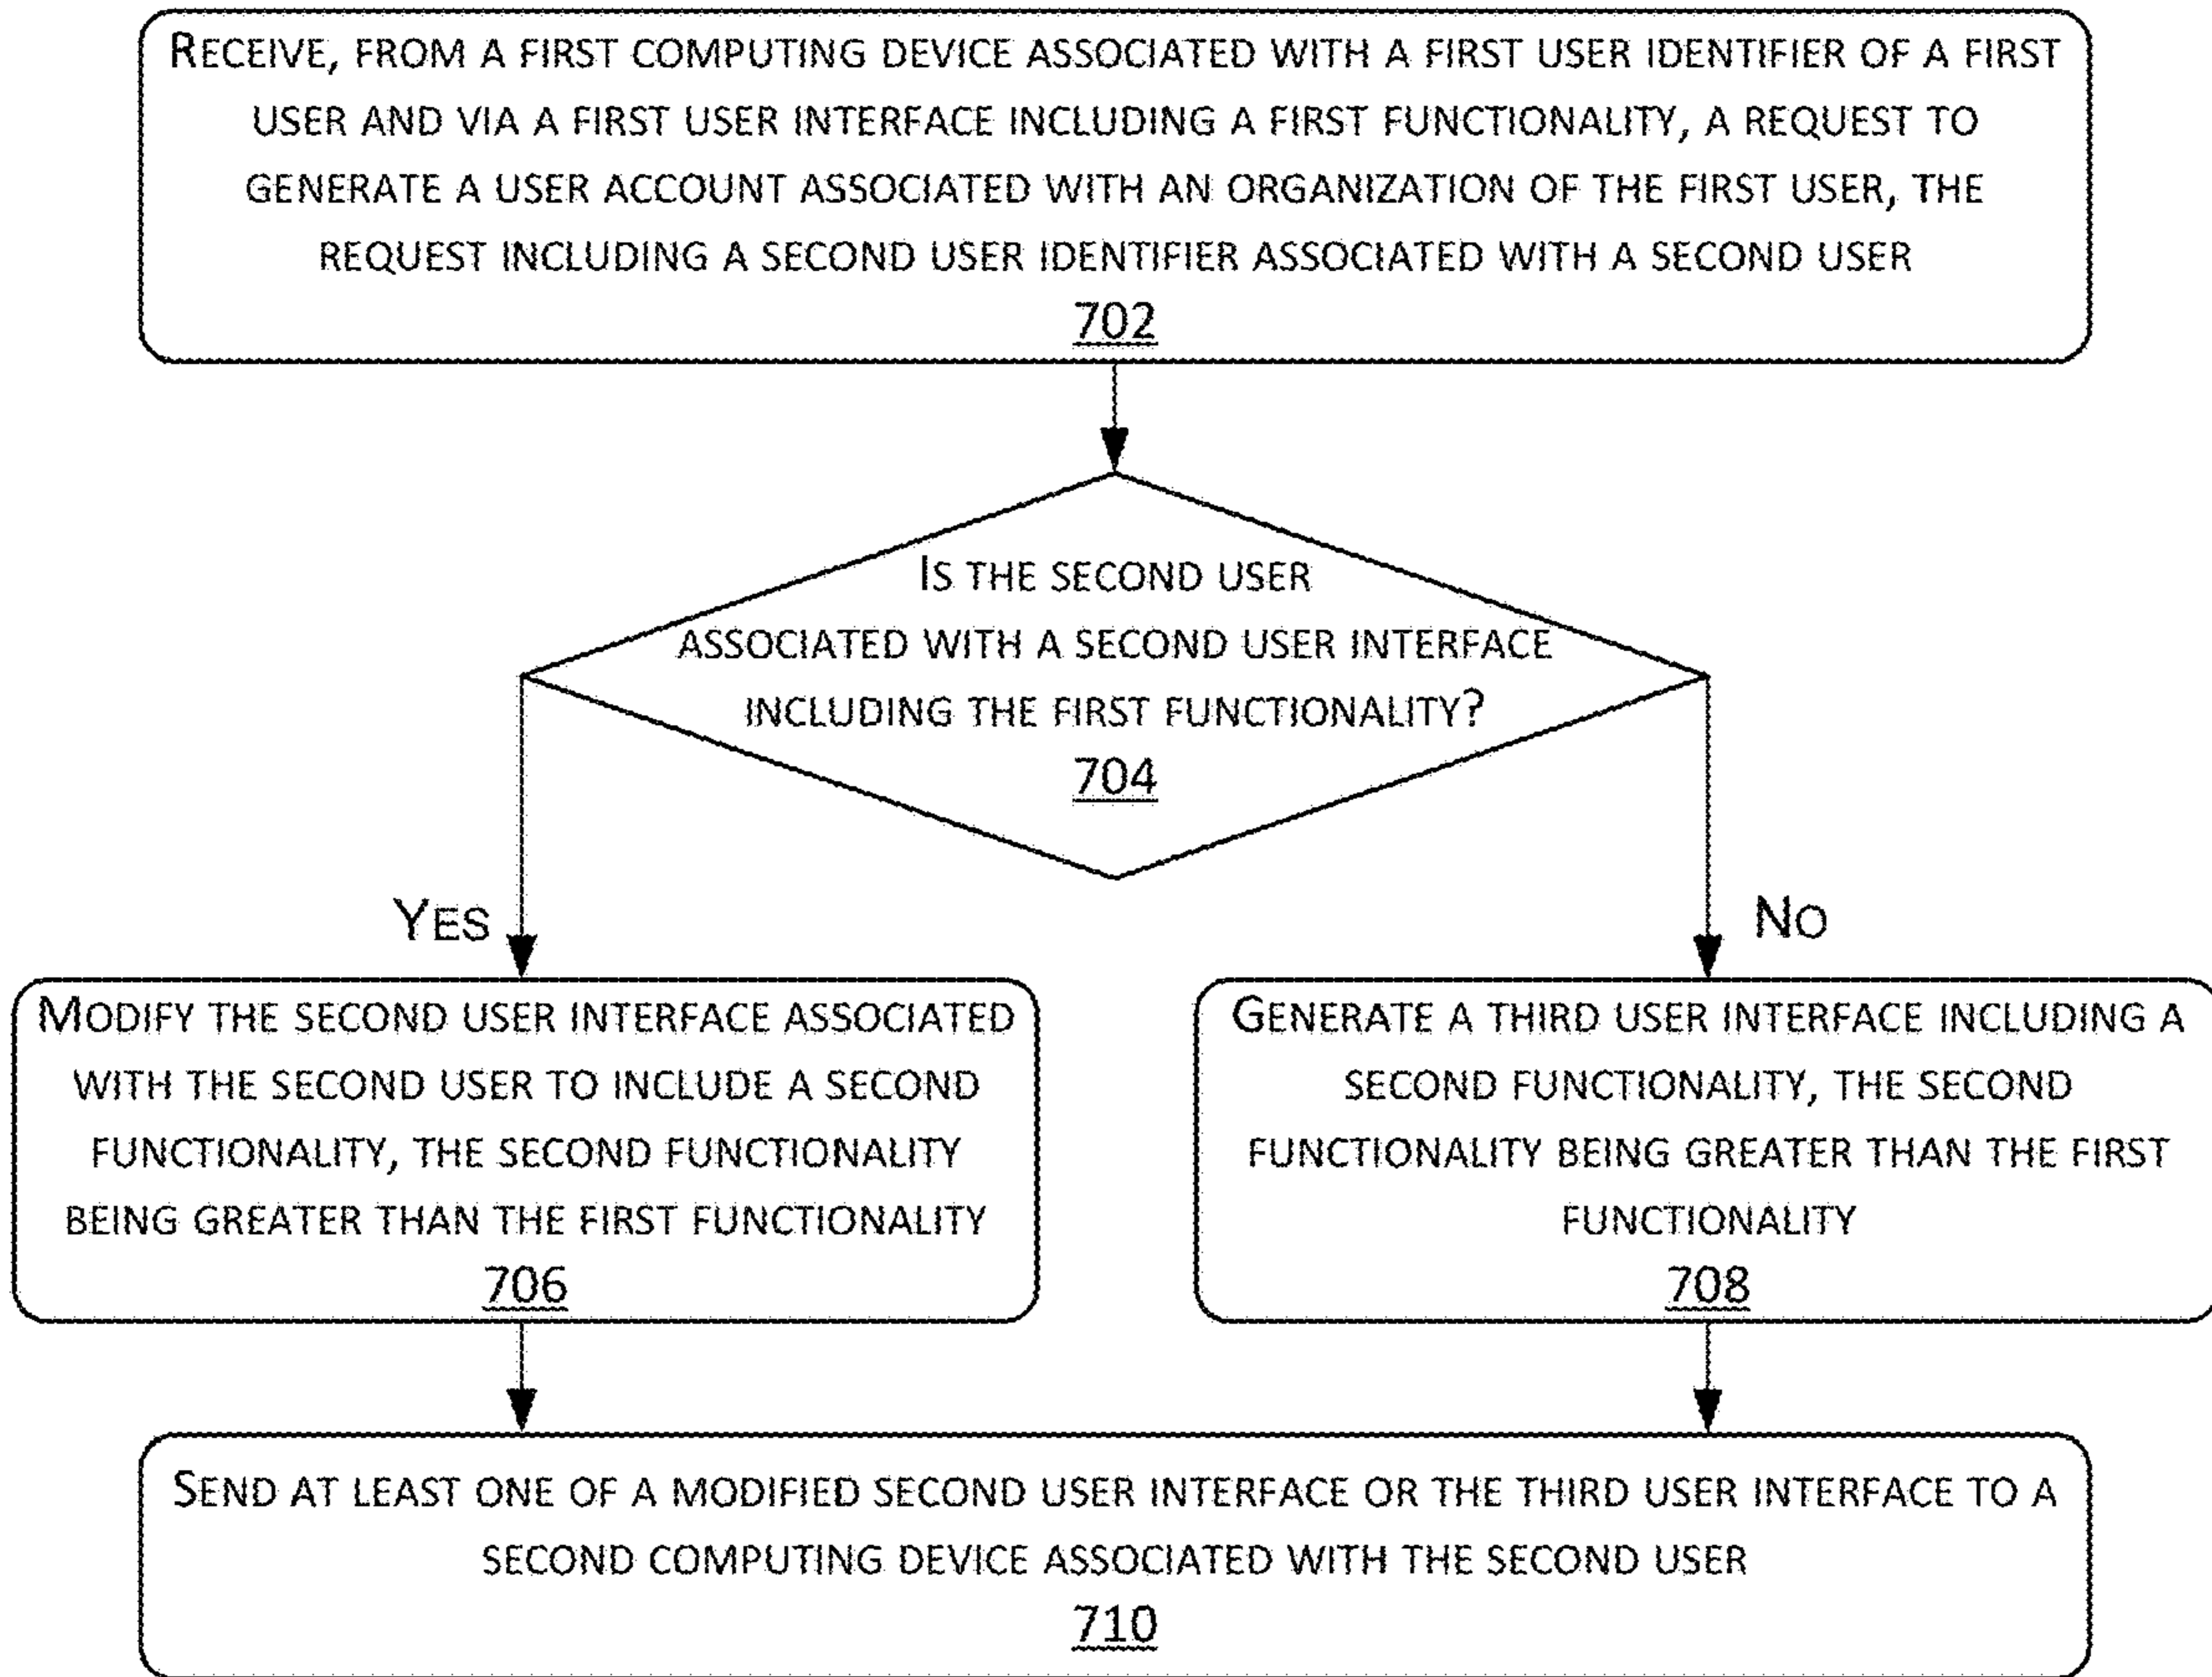 RECEIVE, FROM A FIRST COMPUTING DEVICE ASSOCIATED WITH A FIRST USER IDENTIFIER OF A FIRST
USER AND VIA A FIRST USER INTERFACE INCLUDING A FIRST FUNCTIONALITY, A REQUEST TO
GENERATE A USER ACCOUNT ASSOCIATED WITH AN ORGANIZATION OF THE FIRST USER, THE
REQUEST INCLUDING A SECOND USER IDENTIFIER ASSOCIATED WITH A SECOND USER
702
IS THE SECOND USER
ASSOCIATED WITH A SECOND USER INTERFACE
INCLUDING THE FIRST FUNCTIONALITY?
704
YES
NO
MODIFY THE SECOND USER INTERFACE ASSOCIATED
WITH THE SECOND USER TO INCLUDE A SECOND
FUNCTIONALITY, THE SECOND FUNCTIONALITY
BEING GREATER THAN THE FIRST FUNCTIONALITY
706
GENERATE A THIRD USER INTERFACE INCLUDING A
SECOND FUNCTIONALITY, THE SECOND
FUNCTIONALITY BEING GREATER THAN THE FIRST
FUNCTIONALITY
708
SEND AT LEAST ONE OF A MODIFIED SECOND USER INTERFACE OR THE THIRD USER INTERFACE TO A
SECOND COMPUTING DEVICE ASSOCIATED WITH THE SECOND USER
710